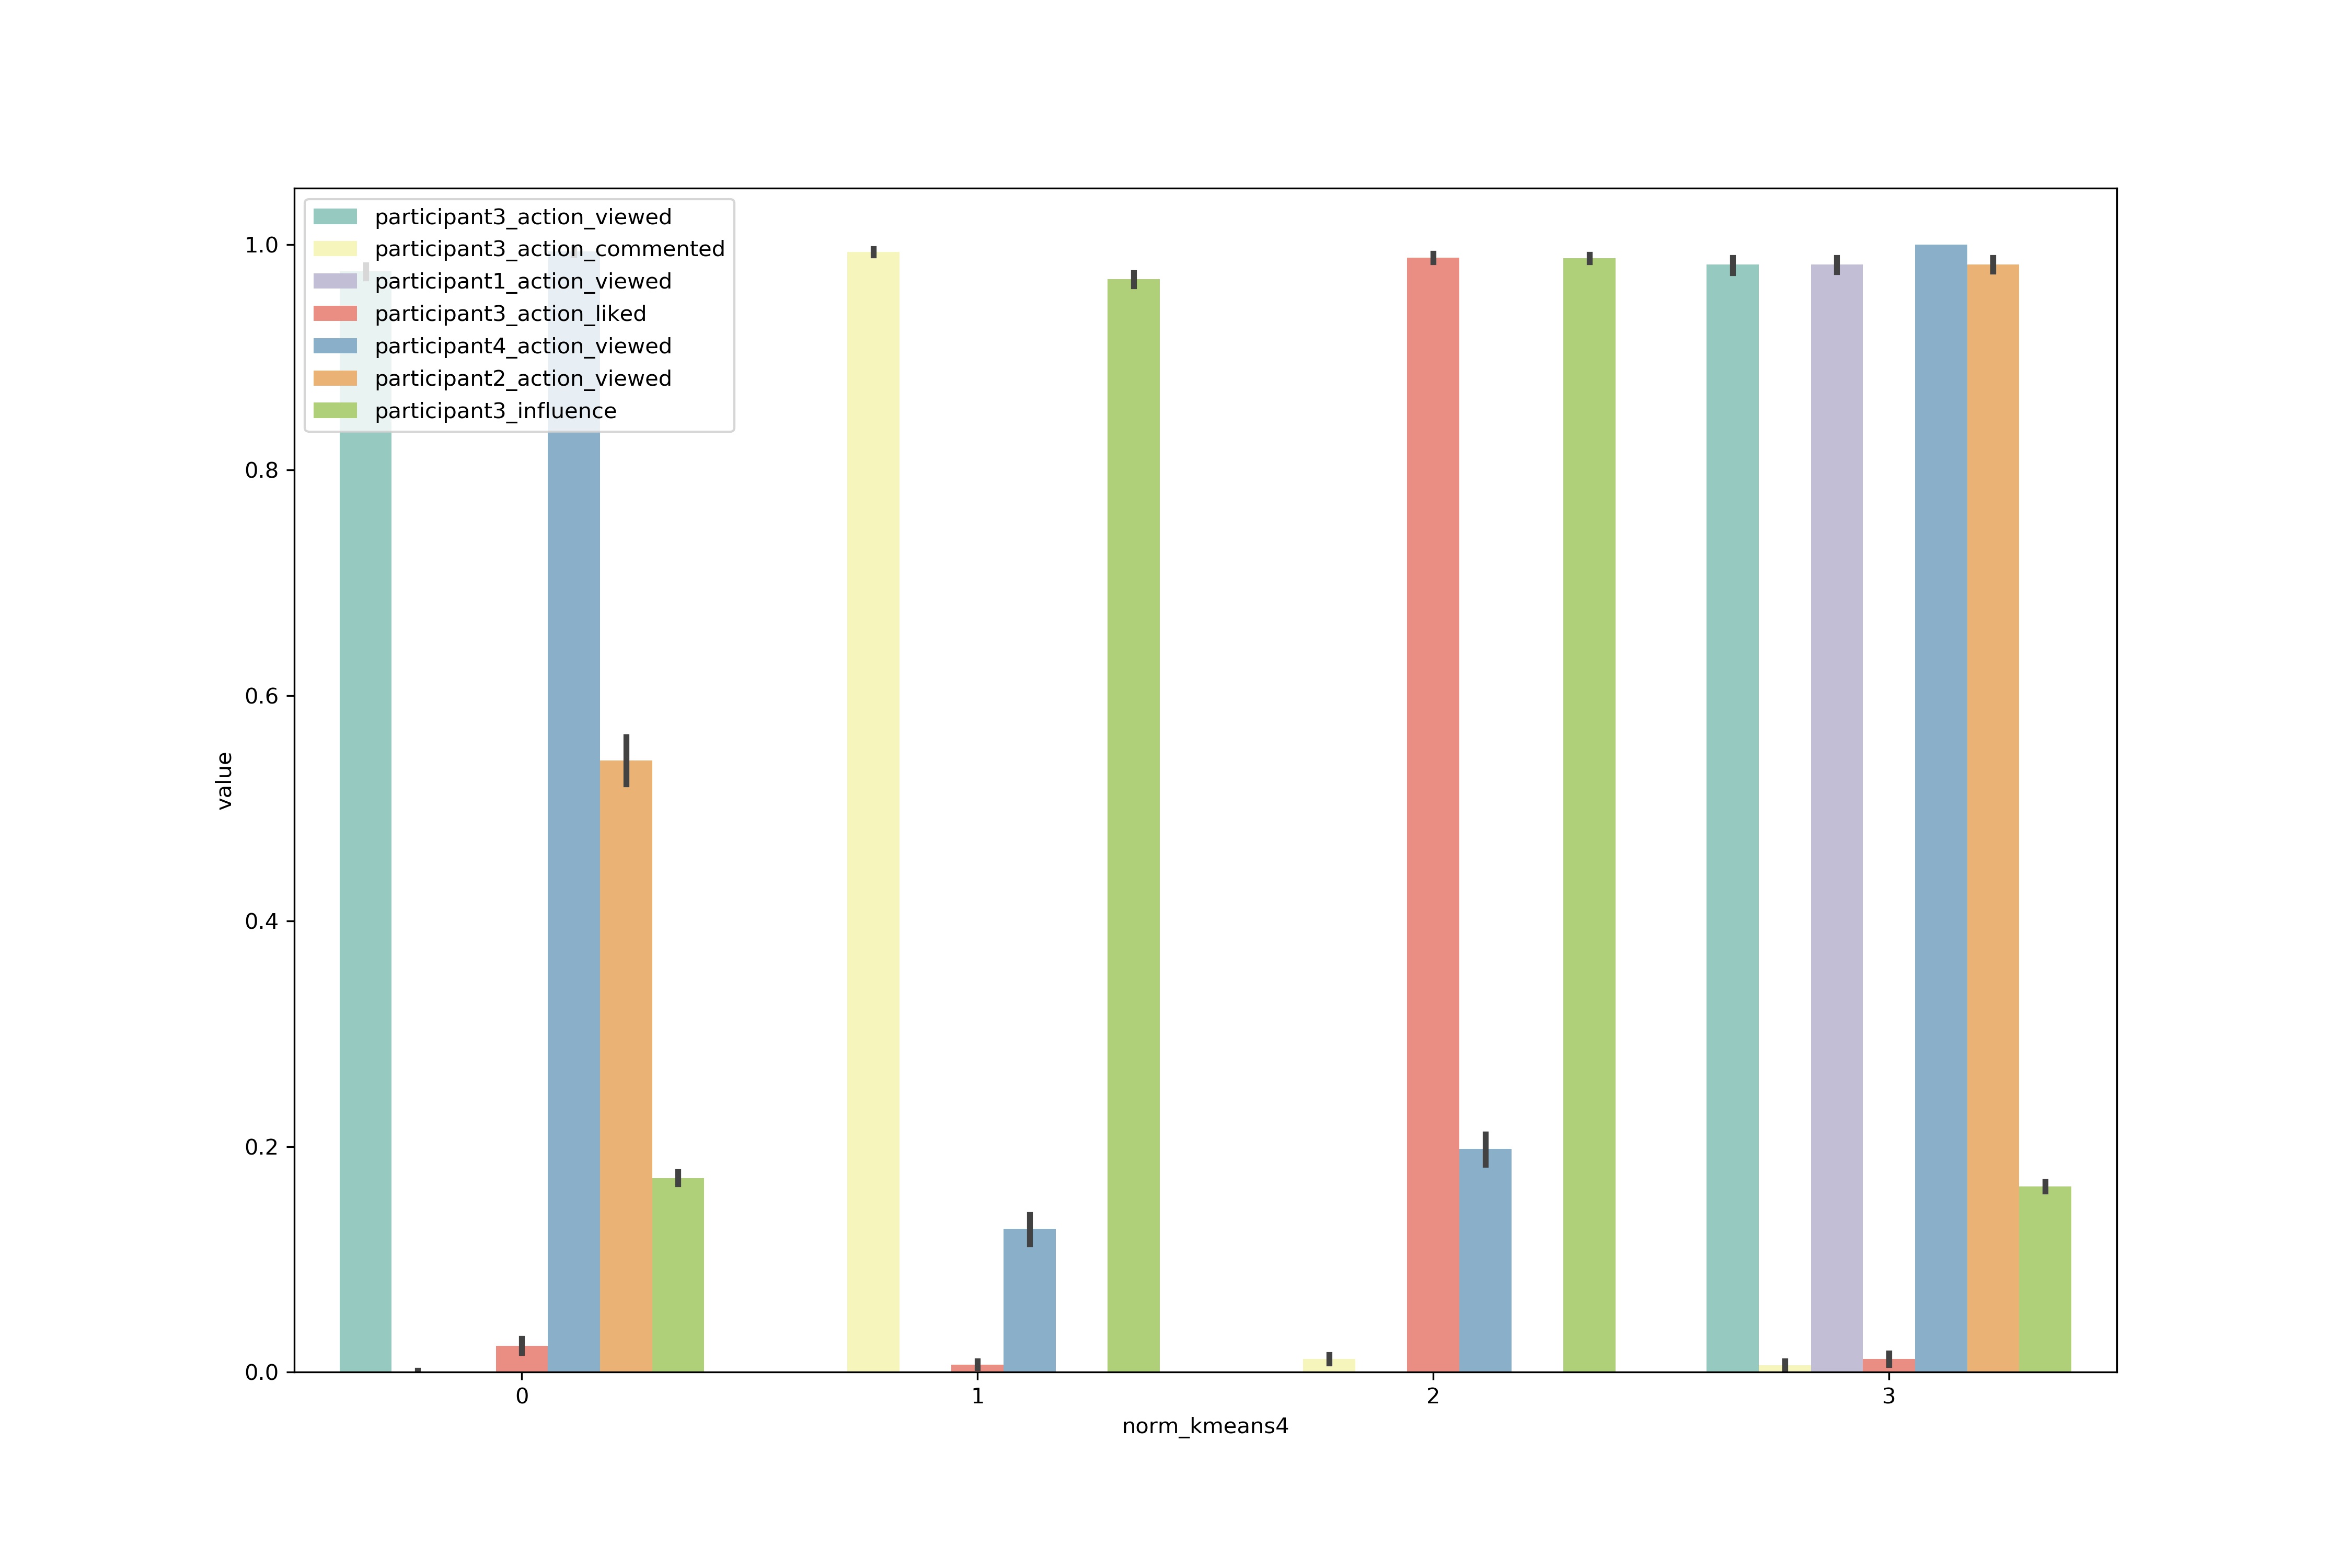 participant3_action_viewed
participant3_action_commented
participant1_action_viewed
participant3_action_liked
participant4_action_viewed
participant2_action_viewed
participant3_influence
1.0
0.8
0.6
0.4
0.2
0.0
value
0 1 2 3
norm_kmeans4